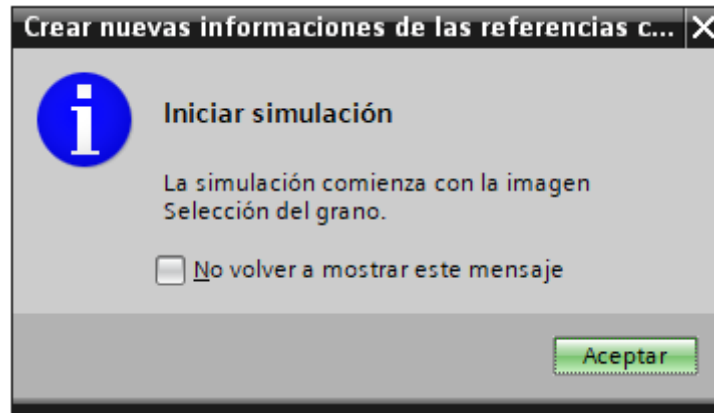 Crear nuevas informaciones de las referencias c...
Iniciar simulación
La simulación comienza con la imagen
Selección del grano.
No volver a mostrar este mensaje
Aceptar